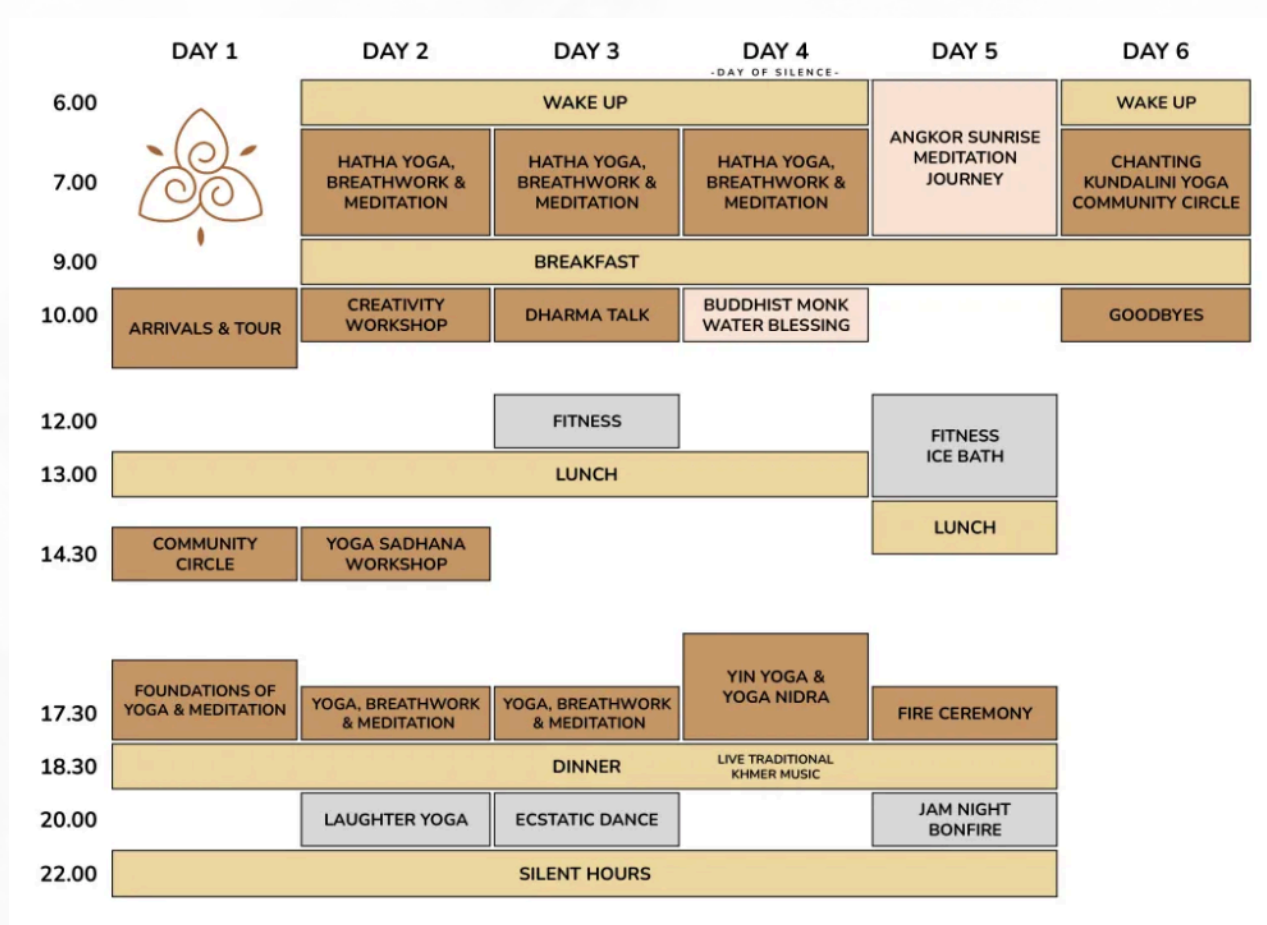 DAY 1
DAY 2
DAY 3
DAY 4
DAY 5
DAY 6
-DAY OF SILENCE-
6.00
WAKE UP
ANGKOR SUNRISE
MEDITATION
JOURNEY
WAKE UP
7.00
HATHA YOGA,
BREATHWORK &
MEDITATION
HATHA YOGA,
BREATHWORK &
MEDITATION
HATHA YOGA,
BREATHWORK &
MEDITATION
CHANTING
KUNDALINI YOGA
COMMUNITY CIRCLE
9.00
BREAKFAST
10.00
ARRIVALS & TOUR
CREATIVITY
WORKSHOP
DHARMA TALK
BUDDHIST MONK
WATER BLESSING
GOODBYES
12.00
FITNESS
FITNESS
ICE BATH
13.00
LUNCH
LUNCH
14.30
COMMUNITY
CIRCLE
YOGA SADHANA
WORKSHOP
17.30
FOUNDATIONS OF
YOGA & MEDITATION
YOGA, BREATHWORK
& MEDITATION
YOGA, BREATHWORK
& MEDITATION
YIN YOGA &
YOGA NIDRA
FIRE CEREMONY
18.30
DINNER
LIVE TRADITIONAL
KHMER MUSIC
20.00
LAUGHTER YOGA
ECSTATIC DANCE
JAM NIGHT
BONFIRE
22.00
SILENT HOURS